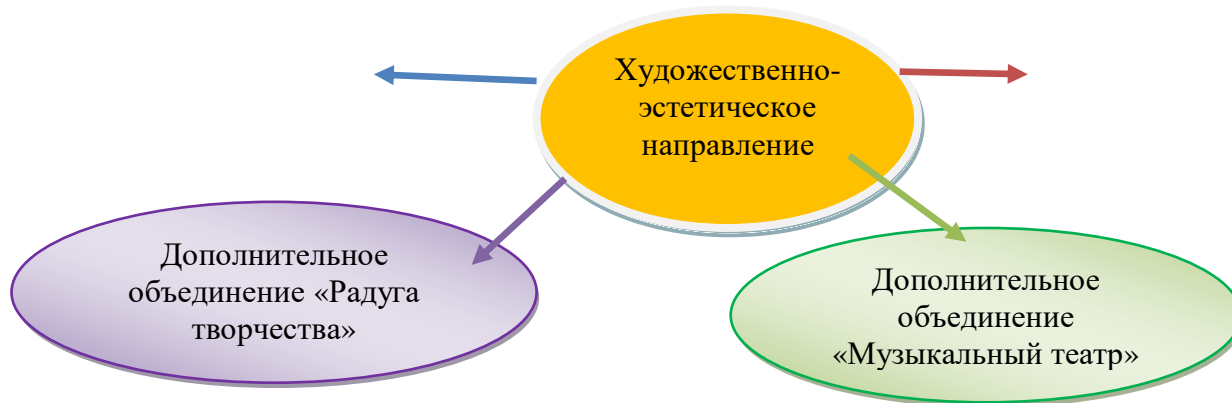 Художественно-
эстетическое
направление
Дополнительное
объединение «Радуга
творчества»
Дополнительное
объединение
«Музыкальный театр»